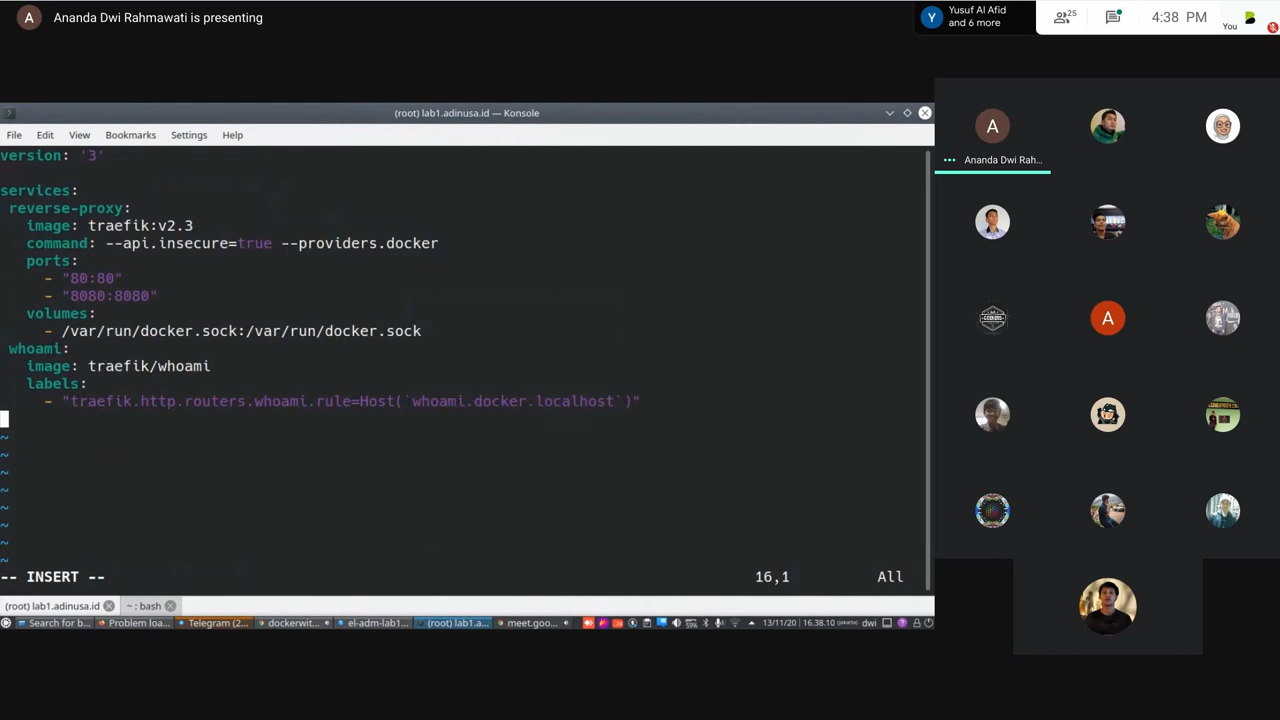 A
Ananda Dwi Rahmawati is presenting
Y
Yusuf Al Afid
and 6 more
25
4:38 PM
You
(root) lab1.adinusa.id — Konsole
File Edit View Bookmarks Settings Help
version: '3'
services:
reverse-proxy:
image: traefik:v2.3
command: --api.insecure=true --providers.docker
ports:
- "80:80"
- "8080:8080"
volumes:
- /var/run/docker.sock:/var/run/docker.sock
whoami:
image: traefik/whoami
labels:
- "traefik.http.routers.whoami.rule=Host(`whoami.docker.localhost`)"
~
~
~
~
~
~
~
~
-- INSERT --
16,1
All
(root) lab1.adinusa.id
~ : bash
Search for b...
Problem loa...
Telegram (2...
dockerwit...
el-adm-lab1...
(root) lab1.a...
meet.goo...
13/11/20
16.38.10
dwi
A
Ananda Dwi Rah...
A